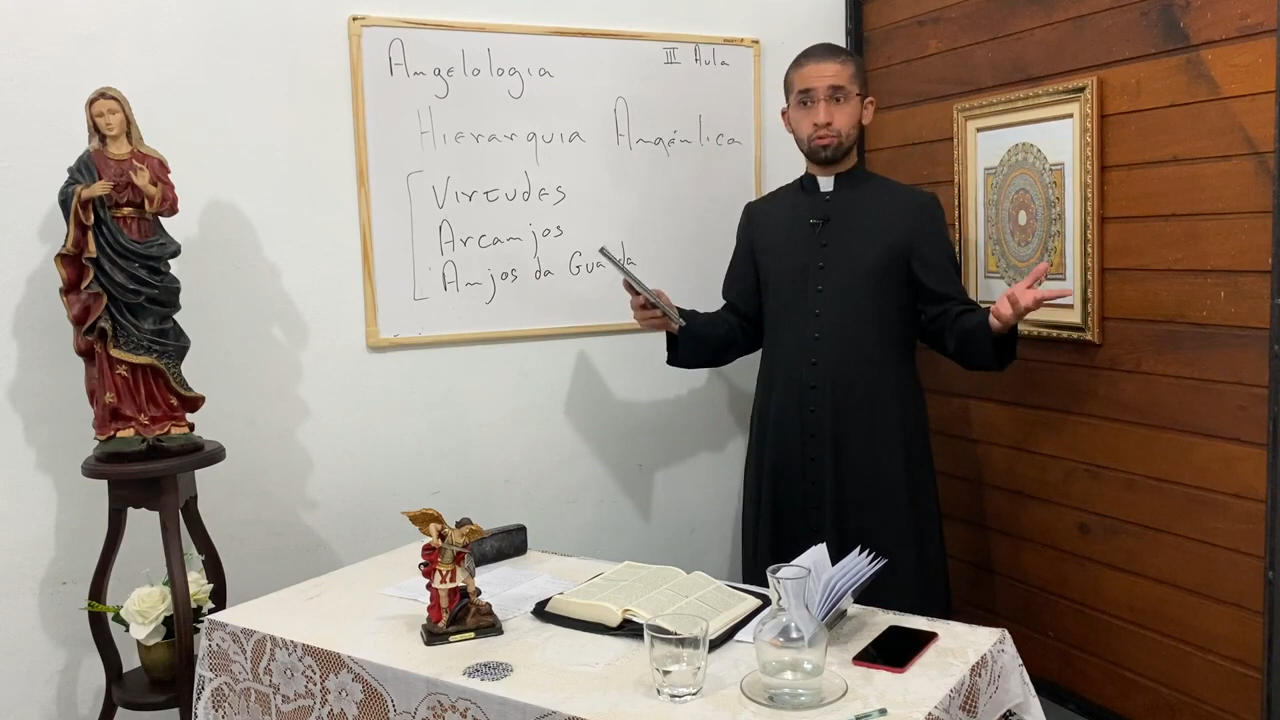 Angelologia
III Aula
Hierarquia Angélica
Virtudes
Arcanjos
Anjos da Guarda